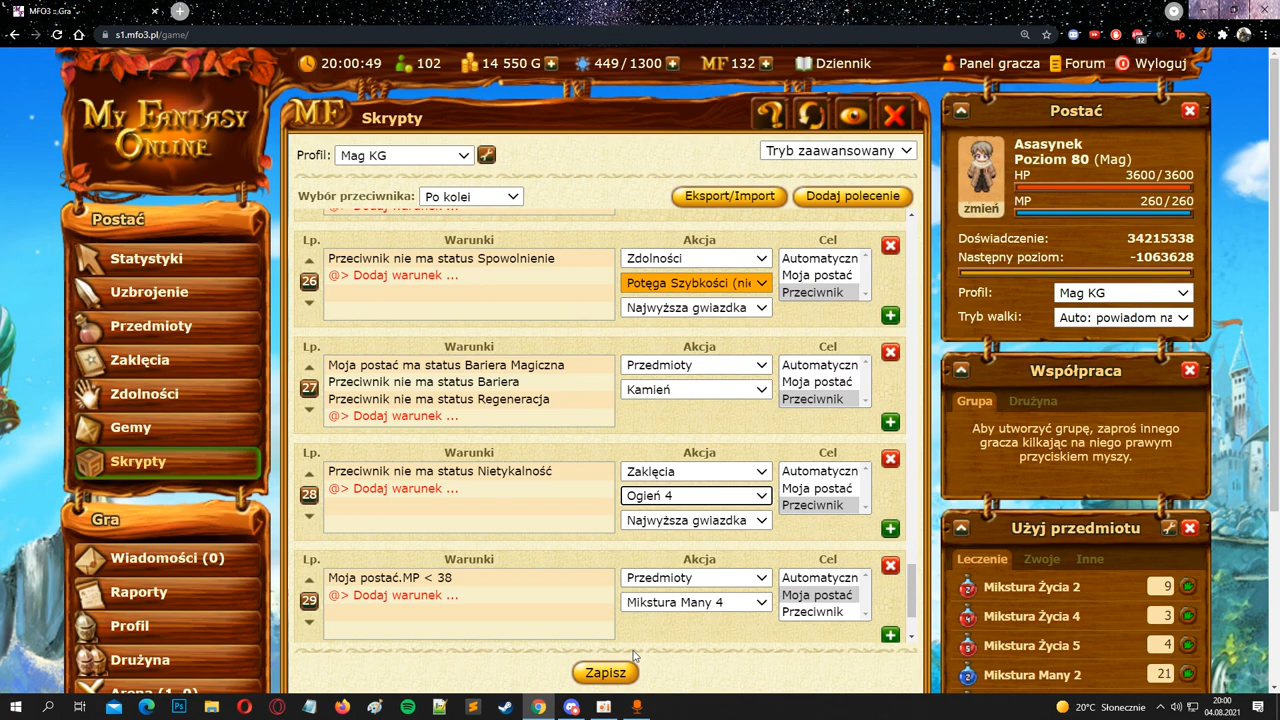 MFO3 :: Gra
s1.mfo3.pl/game/
12
My Fantasy
Online
20:00:49
102
14 550 G
449 / 1300
MF 132
Dziennik
Panel gracza
Forum
Wyloguj
MF
Skrypty
Profil:
Mag KG
Tryb zaawansowany
Wybór przeciwnika:
Po kolei
Eksport/Import
Dodaj polecenie
@> Dodaj warunek ...
Lp.
Warunki
Akcja
Cel
26
Przeciwnik nie ma status Spowolnienie
@> Dodaj warunek ...
Zdolności
Potęga Szybkości (nie
Najwyższa gwiazdka
Automatyczn
Moja postać
Przeciwnik
Lp.
Warunki
Akcja
Cel
27
Moja postać ma status Bariera Magiczna
Przeciwnik nie ma status Bariera
Przeciwnik nie ma status Regeneracja
@> Dodaj warunek ...
Przedmioty
Kamień
Automatyczn
Moja postać
Przeciwnik
Lp.
Warunki
Akcja
Cel
28
Przeciwnik nie ma status Nietykalność
@> Dodaj warunek ...
Zaklęcia
Ogień 4
Najwyższa gwiazdka
Automatyczn
Moja postać
Przeciwnik
Lp.
Warunki
Akcja
Cel
29
Moja postać.MP < 38
@> Dodaj warunek ...
Przedmioty
Mikstura Many 4
Automatyczn
Moja postać
Przeciwnik
Zapisz
Postać
Statystyki
Uzbrojenie
Przedmioty
Zaklęcia
Zdolności
Gemy
Skrypty
Gra
Wiadomości (0)
Raporty
Profil
Drużyna
Arena (1, 0)
Postać
Asasynek
Poziom 80 (Mag)
HP 3600/3600
MP 260/260
zmień
Doświadczenie: 34215338
Następny poziom: -1063628
Profil: Mag KG
Tryb walki: Auto: powiadom na
Współpraca
Grupa
Drużyna
Aby utworzyć grupę, zaproś innego
gracza klikając na niego prawym
przyciskiem myszy.
Użyj przedmiotu
Leczenie
Zwoje
Inne
Mikstura Życia 2 9
Mikstura Życia 4 3
Mikstura Życia 5 4
Mikstura Many 2 21
20°C Słonecznie
20:00
04.08.2021